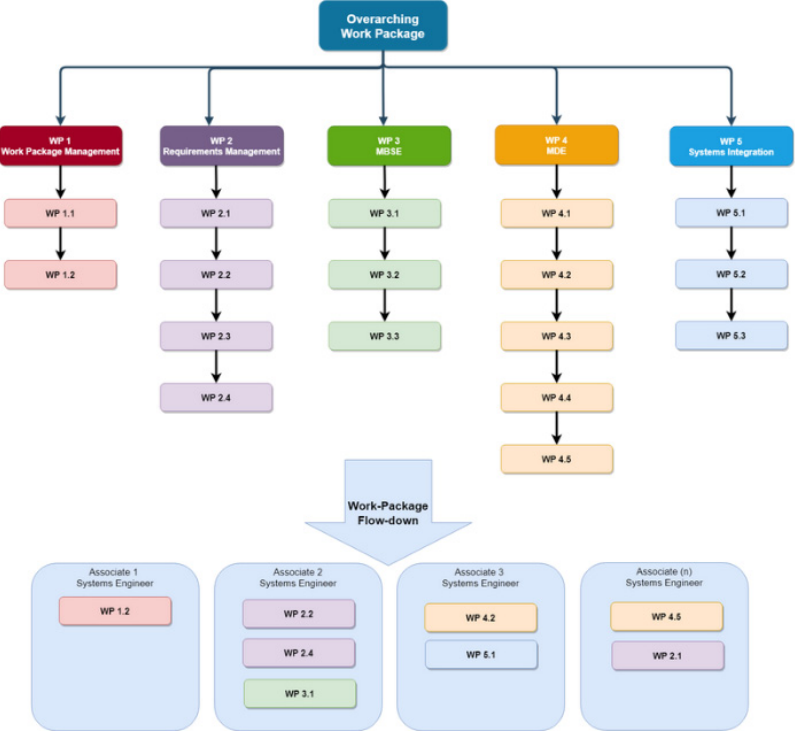 Overarching
Work Package
WP 1
Work Package Management
WP 2
Requirements Management
WP 3
MBSE
WP 4
MDE
WP 5
Systems Integration
WP 1.1
WP 2.1
WP 3.1
WP 4.1
WP 5.1
WP 1.2
WP 2.2
WP 3.2
WP 4.2
WP 5.2
WP 2.3
WP 3.3
WP 4.3
WP 5.3
WP 2.4
WP 4.4
WP 4.5
Work-Package
Flow-down
Associate 1
Systems Engineer
WP 1.2
Associate 2
Systems Engineer
WP 2.2
WP 2.4
WP 3.1
Associate 3
Systems Engineer
WP 4.2
WP 5.1
Associate (n)
Systems Engineer
WP 4.5
WP 2.1